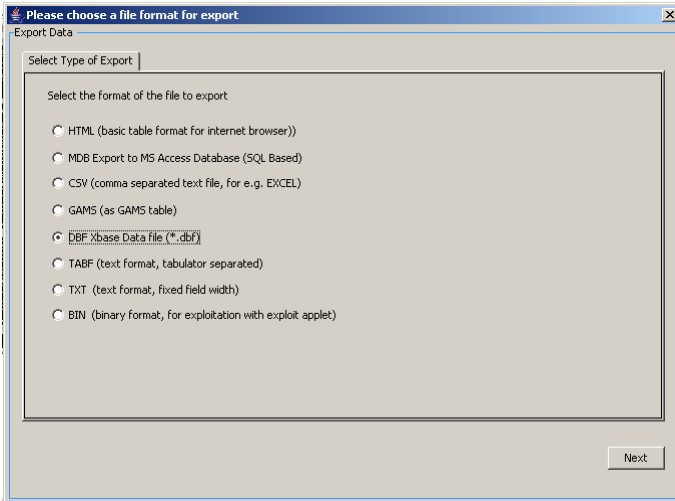 Please choose a file format for export
Export Data
Select Type of Export
Select the format of the file to export
HTML (basic table format for internet browser))
MDB Export to MS Access Database (SQL Based)
CSV (comma separated text file, for e.g. EXCEL)
GAMS (as GAMS table)
DBF Xbase Data file (*.dbf)
TABF (text format, tabulator separated)
TXT (text format, fixed field width)
BIN (binary format, for exploitation with exploit applet)
Next